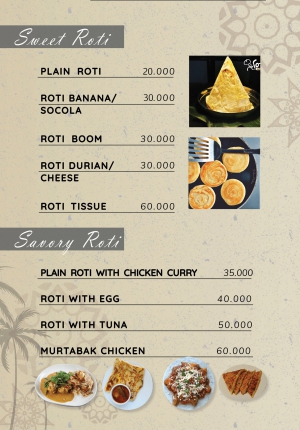 Sweet Roti
PLAIN ROTI 20.000
ROTI BANANA/ 30.000
SOCOLA
ROTI BOOM 30.000
ROTI DURIAN/ 30.000
CHEESE
ROTI TISSUE 60.000
Savory Roti
PLAIN ROTI WITH CHICKEN CURRY 35.000
ROTI WITH EGG 40.000
ROTI WITH TUNA 50.000
MURTABAK CHICKEN 60.000